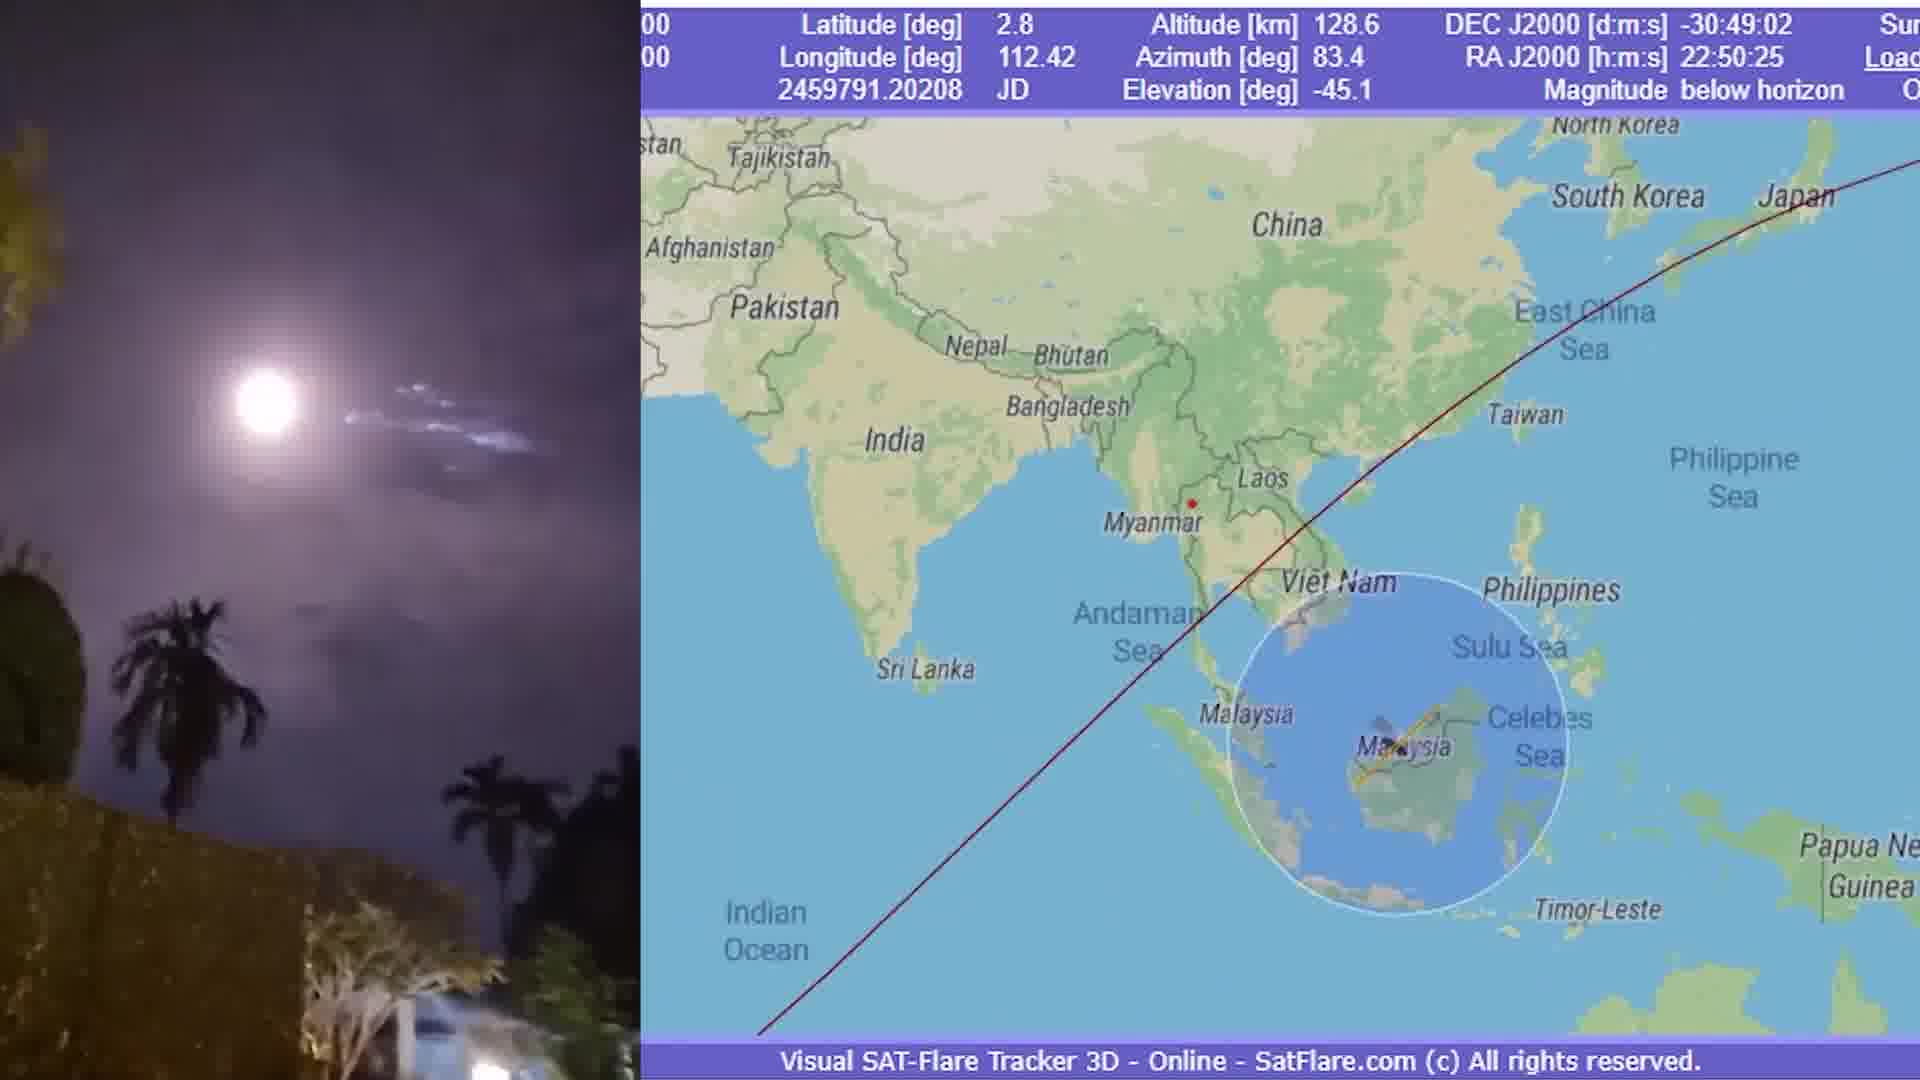 00 Latitude [deg] 2.8 Altitude [km] 128.6 DEC J2000 [d:m:s] -30:49:02 Sun
00 Longitude [deg] 112.42 Azimuth [deg] 83.4 RA J2000 [h:m:s] 22:50:25 Load
2459791.20208 JD Elevation [deg] -45.1 Magnitude below horizon O
North Korea
stan
Tajikistan
South Korea
Japan
China
Afghanistan
Pakistan
East China
Sea
Nepal
Bhutan
Bangladesh
Taiwan
India
Philippine
Sea
Laos
Myanmar
Viet Nam
Philippines
Andaman
Sea
Sulu Sea
Sri Lanka
Malaysia
Celebes
Sea
Malaysia
Papua Ne
Guinea
Indian
Ocean
Timor-Leste
Visual SAT-Flare Tracker 3D - Online - SatFlare.com (c) All rights reserved.